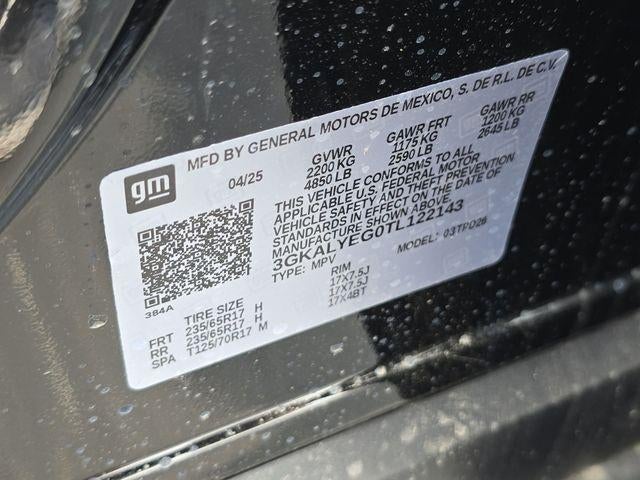 gm
MFD BY GENERAL MOTORS DE MEXICO, S. DE R.L. DE C.V.
04/25 GVWR GAWR FRT GAWR RR
2200 KG 1175 KG 1200 KG
4850 LB 2590 LB 2645 LB
THIS VEHICLE CONFORMS TO ALL
APPLICABLE U.S. FEDERAL MOTOR
VEHICLE SAFETY AND THEFT PREVENTION
STANDARDS IN EFFECT ON THE DATE OF
MANUFACTURE SHOWN ABOVE.
3GKALYEG0TL122143
TYPE: MPV MODEL: 03TPD26
384A
TIRE SIZE RIM
FRT 235/65R17 H 17X7.5J
RR 235/65R17 H 17X7.5J
SPA T125/70R17 M 17X4BT